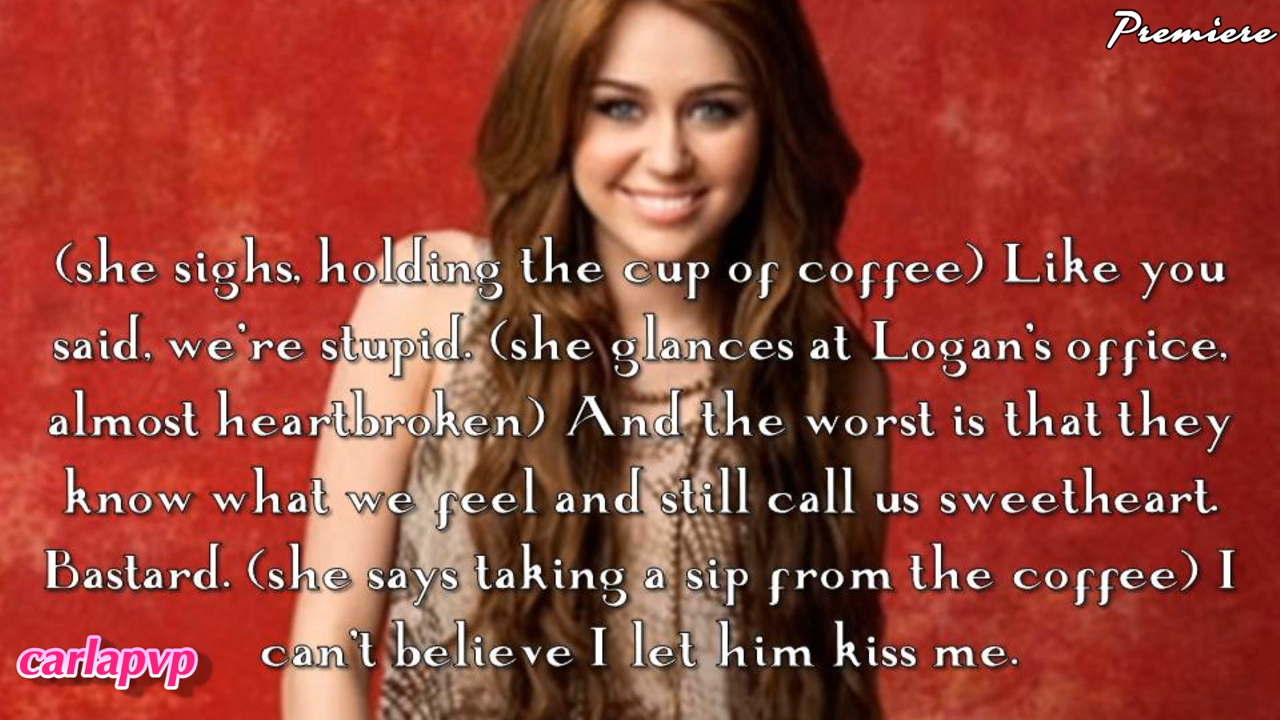 Premiere
(she sighs, holding the cup of coffee) Like you
said, we're stupid. (she glances at Logan's office,
almost heartbroken) And the worst is that they
know what we feel and still call us sweetheart.
Bastard. (she says taking a sip from the coffee) I
can't believe I let him kiss me.
carlapvp